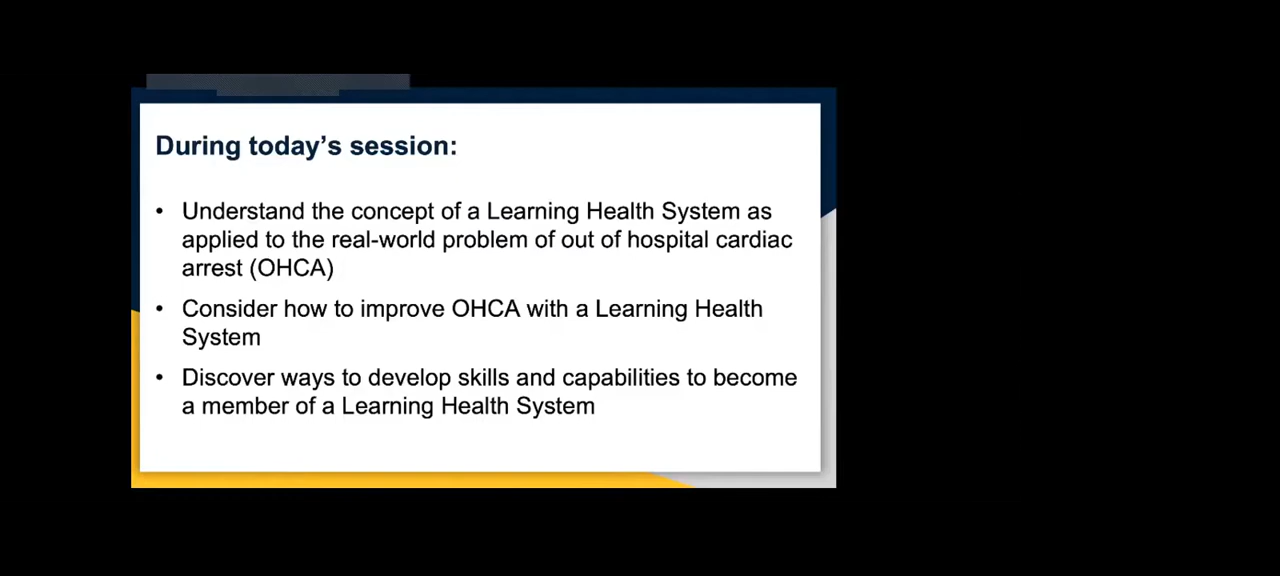 During today’s session:
• Understand the concept of a Learning Health System as
applied to the real-world problem of out of hospital cardiac
arrest (OHCA)
• Consider how to improve OHCA with a Learning Health
System
• Discover ways to develop skills and capabilities to become
a member of a Learning Health System